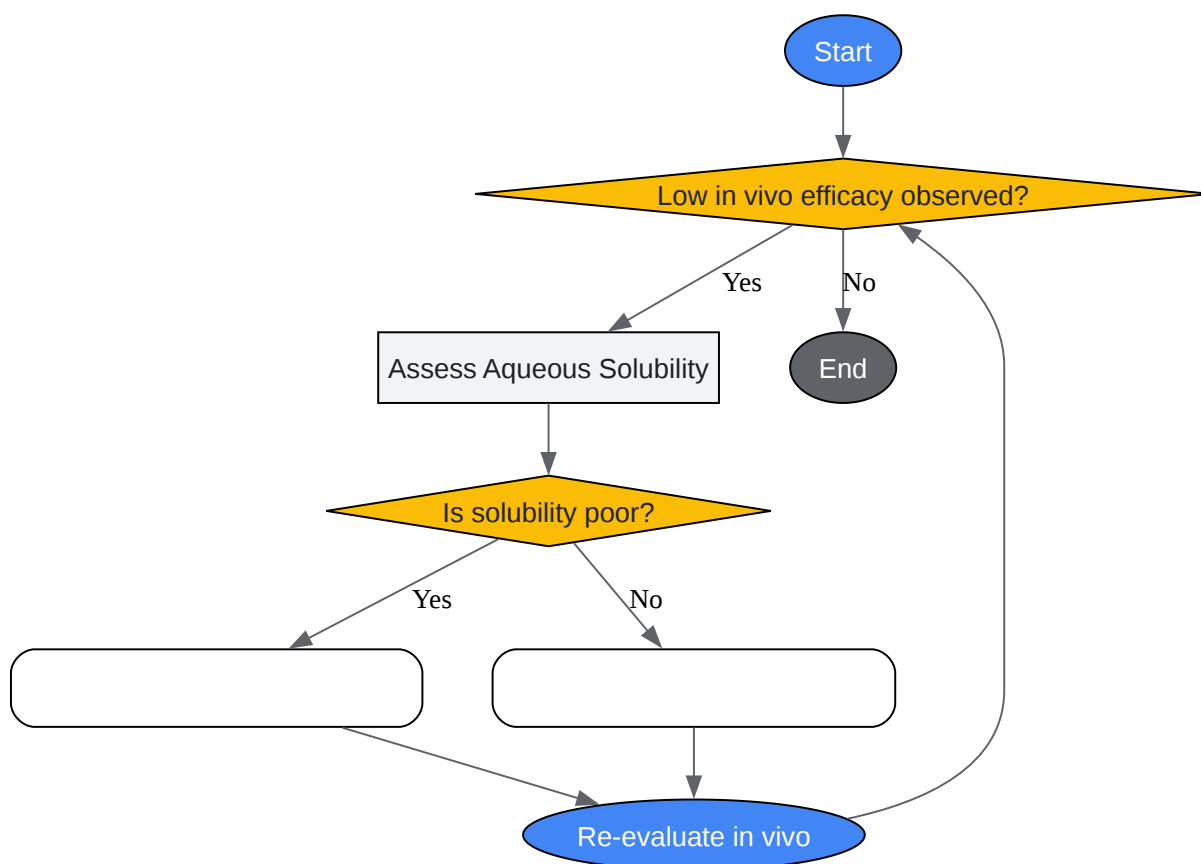 Start
Low in vivo efficacy observed?
Yes
No
Assess Aqueous Solubility
End
Is solubility poor?
Yes
No
Re-evaluate in vivo